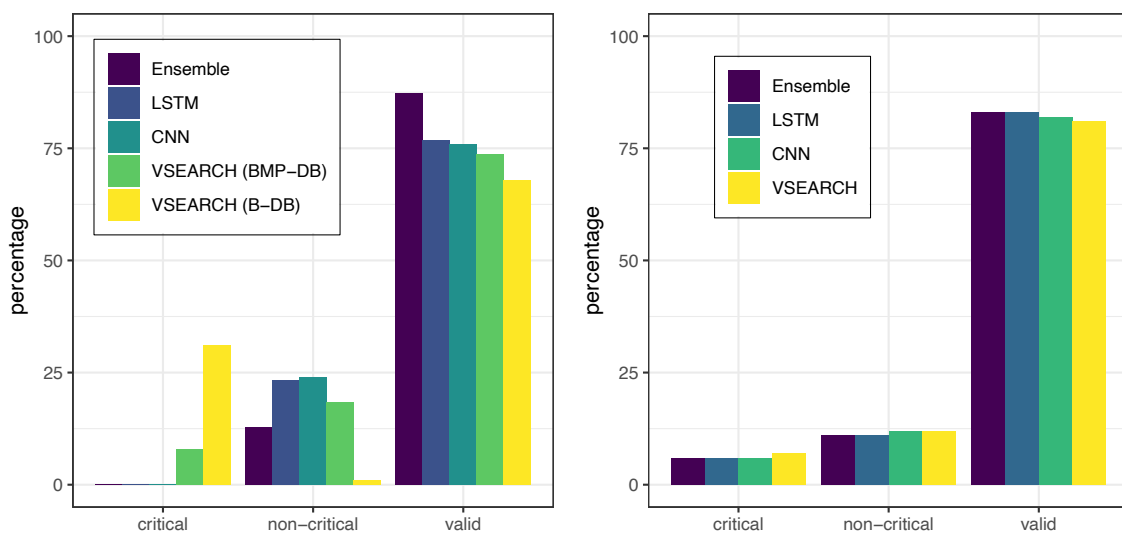 100
75
50
25
0
percentage
Ensemble
LSTM
CNN
VSEARCH (BMP−DB)
VSEARCH (B−DB)
critical
non−critical
valid
100
75
50
25
0
percentage
Ensemble
LSTM
CNN
VSEARCH
critical
non−critical
valid